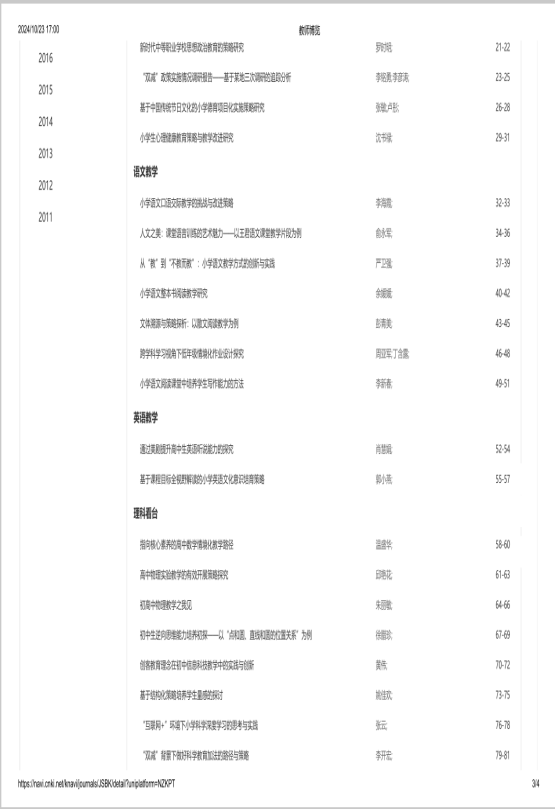 2024/10/23 17:00 教师博览
新时代中等职业学校思想政治教育的策略研究 21-22
2016
“双减”政策实施情况调研报告——基于某地三次调研的追踪分析 李铭勇;李彦涛; 23-25
2015
基于中国传统节日文化的小学德育项目化实施策略研究 张敏;卢彭; 26-28
2014
小学生心理健康教育策略与教学改进研究 沈书禄; 29-31
2013
语文教学
2012
小学语文口语交际教学的挑战与改进策略 李海霞; 32-33
2011
人文之美：课堂语言训练的艺术魅力——以王君语文课堂教学片段为例 俞永军; 34-36
从“教”到“不教而教”：小学语文教学方式的创新与实践 严卫强; 37-39
小学语文整本书阅读教学研究 余媛媛; 40-42
文体溯源与策略探析：以散文阅读教学为例 彭菁美; 43-45
跨学科学习视角下低年级情境化作业设计探究 周亚军;丁含露; 46-48
小学语文阅读课堂中培养学生写作能力的方法 李新春; 49-51
英语教学
通过美剧提升高中生英语听说能力的探究 肖慧娟; 52-54
基于课程目标全视野解读的小学英语文化意识培育策略 郭小燕; 55-57
理科看台
指向核心素养的高中数学情境化教学路径 温盛华; 58-60
高中物理实验教学的有效开展策略探究 邱艳花; 61-63
初高中物理教学之我见 朱丽敏; 64-66
初中生逆向思维能力培养初探——以“点和圆、直线和圆的位置关系”为例 徐丽珍; 67-69
创客教育理念在初中信息科技教学中的实践与创新 黄伟; 70-72
基于结构化策略培养学生量感的探讨 姚佳欢; 73-75
“互联网+”环境下小学科学深度学习的思考与实践 张云; 76-78
“双减”背景下做好科学教育加法的路径与策略 李开宏; 79-81
https://navi.cnki.net/knavi/journals/JSBK/detail?uniplatform=NZKPT 3/4